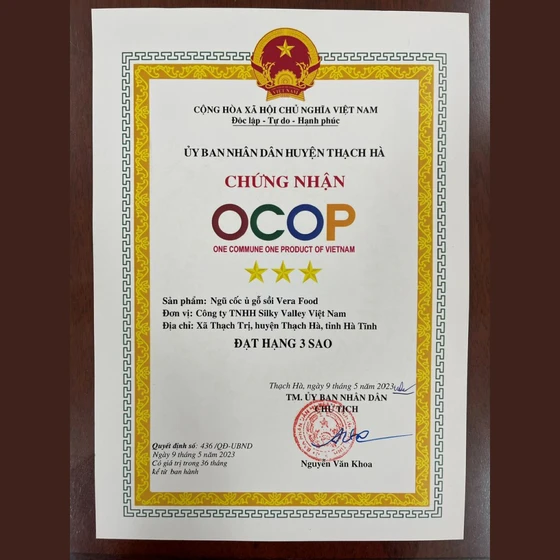 CỘNG HÒA XÃ HỘI CHỦ NGHĨA VIỆT NAM
Độc lập - Tự do - Hạnh phúc
ỦY BAN NHÂN DÂN HUYỆN THẠCH HÀ
CHỨNG NHẬN
OCOP
ONE COMMUNE ONE PRODUCT OF VIETNAM
Sản phẩm: Ngũ cốc ủ gỗ sồi Vera Food
Đơn vị: Công ty TNHH Silky Valley Việt Nam
Địa chỉ: Xã Thạch Trị, huyện Thạch Hà, tỉnh Hà Tĩnh
ĐẠT HẠNG 3 SAO
Thạch Hà, ngày 9 tháng 5 năm 2023
TM. ỦY BAN NHÂN DÂN
CHỦ TỊCH
Quyết định số: 436 /QĐ-UBND
Ngày 9 tháng 5 năm 2023
Có giá trị trong 36 tháng
kể từ ban hành
Nguyễn Văn Khoa